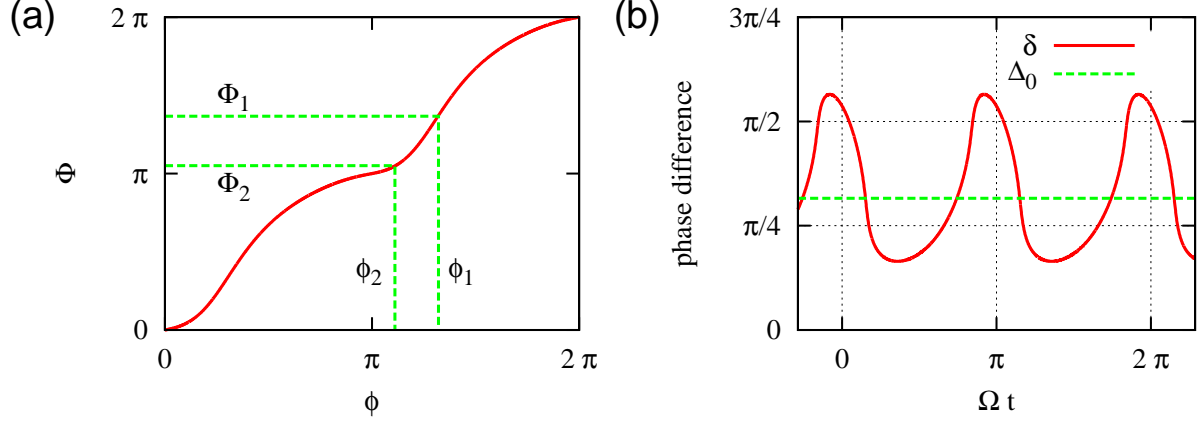 (a)
2 π
Φ₁
Φ
π
Φ₂
ϕ₂
ϕ₁
0
0
π
2 π
ϕ
(b)
3π/4
δ
Δ₀
phase difference
π/2
π/4
0
0
π
2 π
Ω t